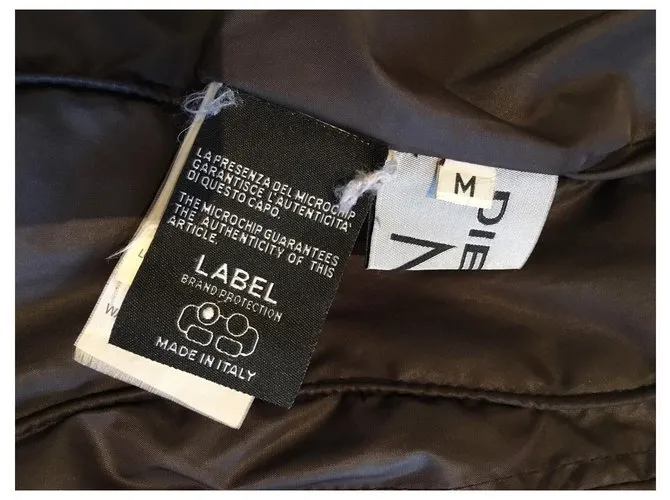 LA PRESENZA DEL MICROCHIP
GARANTISCE L'AUTENTICITA'
DI QUESTO CAPO.
THE MICROCHIP GUARANTEES
THE AUTHENTICITY OF THIS
ARTICLE.
LABEL
BRAND PROTECTION
MADE IN ITALY
M
DIE